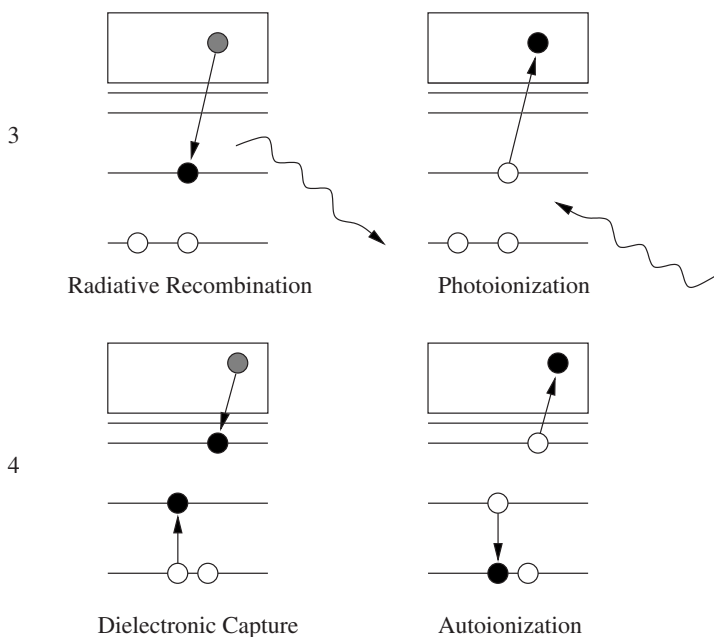 3
Radiative Recombination
Photoionization
4
Dielectronic Capture
Autoionization